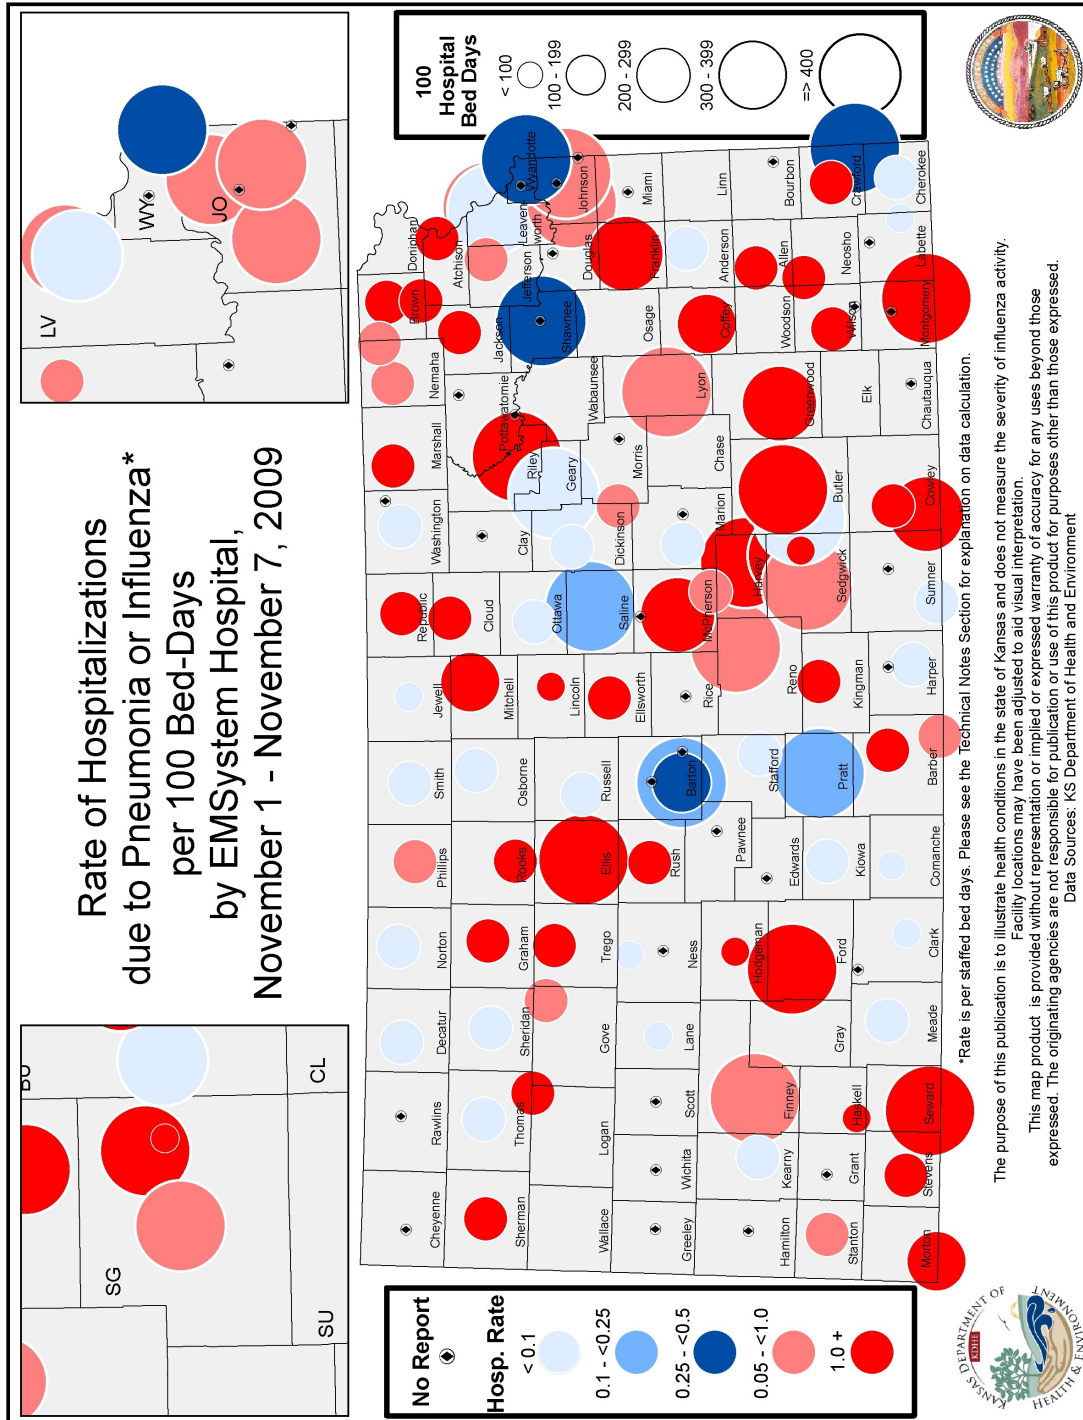 Rate of Hospitalizations
due to Pneumonia or Influenza*
per 100 Bed-Days
by EMSystem Hospital,
November 1 - November 7, 2009
BU
SG
CL
SU
LV
WY
JO
No Report
Hosp. Rate
< 0.1
0.1 - <0.25
0.25 - <0.5
0.05 - <1.0
1.0 +
100
Hospital
Bed Days
< 100
100 - 199
200 - 299
300 - 399
=> 400
Cheyenne
Rawlins
Decatur
Norton
Phillips
Smith
Jewell
Republic
Washington
Marshall
Nemaha
Brown
Doniphan
Sherman
Thomas
Sheridan
Graham
Rooks
Osborne
Mitchell
Cloud
Clay
Riley
Pottawatomie
Jackson
Atchison
Jefferson
Leaven
worth
Wyandotte
Wallace
Logan
Gove
Trego
Ellis
Russell
Lincoln
Ottawa
Saline
Dickinson
Geary
Wabaunsee
Shawnee
Douglas
Johnson
Greeley
Wichita
Scott
Lane
Ness
Rush
Barton
Ellsworth
Rice
McPherson
Marion
Morris
Chase
Lyon
Osage
Franklin
Miami
Hamilton
Kearny
Finney
Hodgeman
Pawnee
Stafford
Reno
Harvey
Butler
Greenwood
Coffey
Anderson
Linn
Stanton
Grant
Haskell
Gray
Ford
Edwards
Kiowa
Pratt
Kingman
Sedgwick
Woodson
Allen
Bourbon
Morton
Stevens
Seward
Meade
Clark
Comanche
Barber
Harper
Sumner
Cowley
Elk
Chautauqua
Wilson
Montgomery
Neosho
Labette
Crawford
Cherokee
*Rate is per staffed bed days. Please see the Technical Notes Section for explanation on data calculation.
The purpose of this publication is to illustrate health conditions in the state of Kansas and does not measure the severity of influenza activity.
Facility locations may have been adjusted to aid visual interpretation.
This map product is provided without representation or implied or expressed warranty of accuracy for any uses beyond those
expressed. The originating agencies are not responsible for publication or use of this product for purposes other than those expressed.
Data Sources: KS Department of Health and Environment
KANSAS DEPARTMENT OF
HEALTH & ENVIRONMENT
KDHE